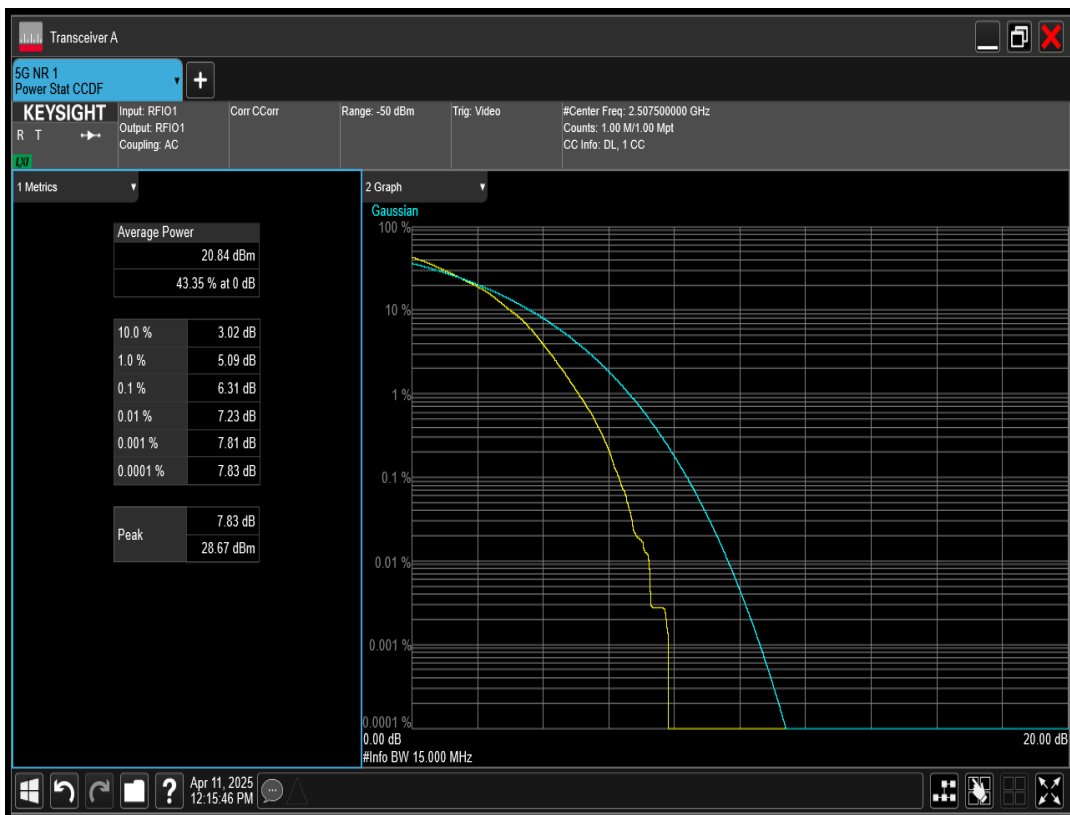 Transceiver A
5G NR 1
Power Stat CCDF
+
KEYSIGHT
R T
LXI
Input: RFIO1
Output: RFIO1
Coupling: AC
Corr CCorr
Range: -50 dBm
Trig: Video
#Center Freq: 2.507500000 GHz
Counts: 1.00 M/1.00 Mpt
CC Info: DL, 1 CC
1 Metrics
Average Power
20.84 dBm
43.35 % at 0 dB
10.0 % 3.02 dB
1.0 % 5.09 dB
0.1 % 6.31 dB
0.01 % 7.23 dB
0.001 % 7.81 dB
0.0001 % 7.83 dB
Peak 7.83 dB
28.67 dBm
2 Graph
Gaussian
100 %
10 %
1 %
0.1 %
0.01 %
0.001 %
0.0001 %
0.00 dB 20.00 dB
#Info BW 15.000 MHz
?
Apr 11, 2025
12:15:46 PM